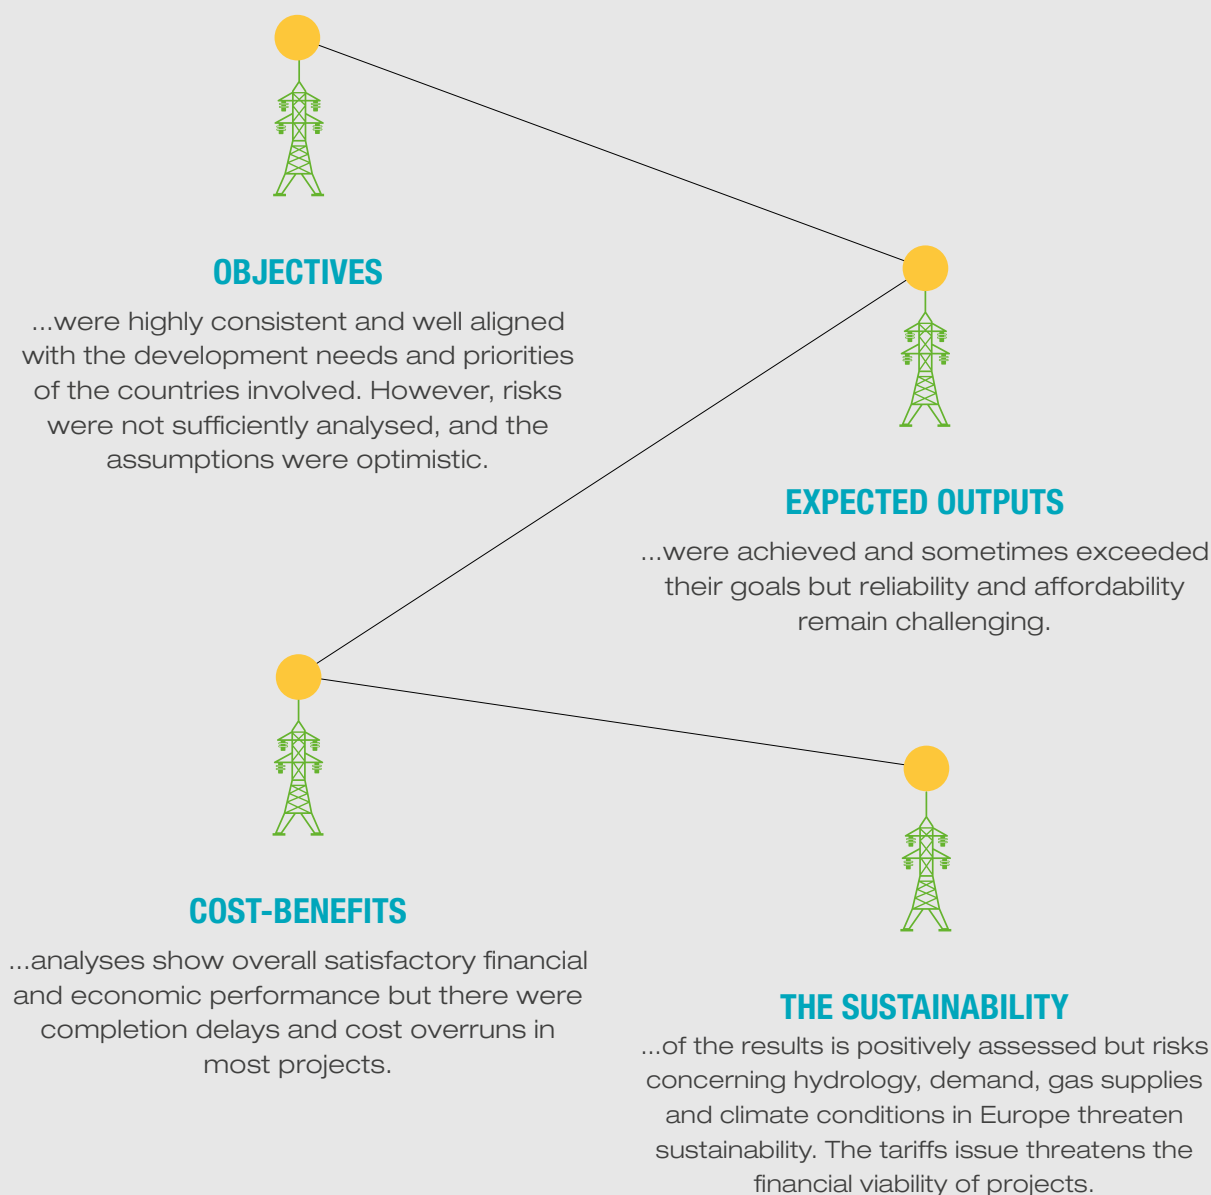 OBJECTIVES
...were highly consistent and well aligned
with the development needs and priorities
of the countries involved. However, risks
were not sufficiently analysed, and the
assumptions were optimistic.
EXPECTED OUTPUTS
...were achieved and sometimes exceeded
their goals but reliability and affordability
remain challenging.
COST-BENEFITS
...analyses show overall satisfactory financial
and economic performance but there were
completion delays and cost overruns in
most projects.
THE SUSTAINABILITY
...of the results is positively assessed but risks
concerning hydrology, demand, gas supplies
and climate conditions in Europe threaten
sustainability. The tariffs issue threatens the
financial viability of projects.